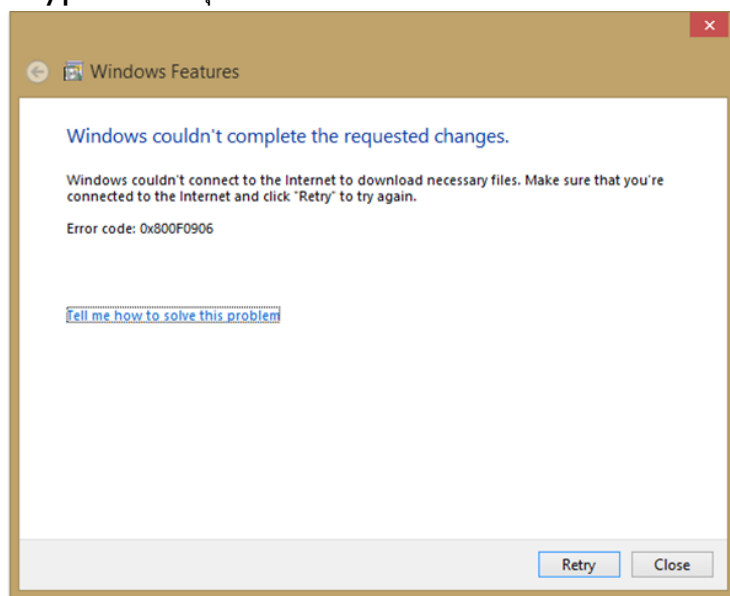 Windows Features
Windows couldn't complete the requested changes.
Windows couldn't connect to the Internet to download necessary files. Make sure that you're
connected to the Internet and click "Retry" to try again.
Error code: 0x800F0906
Tell me how to solve this problem
Retry Close